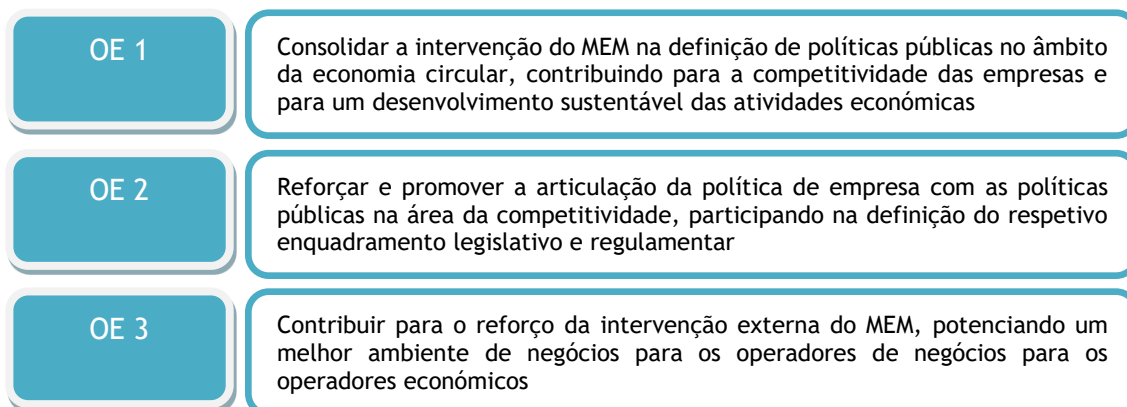 OE 1
Consolidar a intervenção do MEM na definição de políticas públicas no âmbito
da economia circular, contribuindo para a competitividade das empresas e
para um desenvolvimento sustentável das atividades económicas
OE 2
Reforçar e promover a articulação da política de empresa com as políticas
públicas na área da competitividade, participando na definição do respetivo
enquadramento legislativo e regulamentar
OE 3
Contribuir para o reforço da intervenção externa do MEM, potenciando um
melhor ambiente de negócios para os operadores de negócios para os
operadores económicos